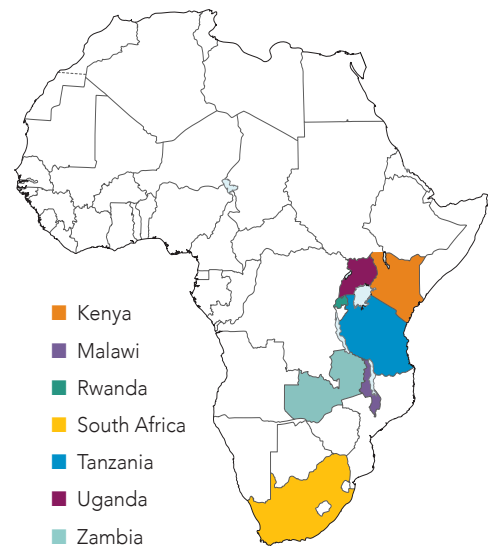 Kenya
Malawi
Rwanda
South Africa
Tanzania
Uganda
Zambia